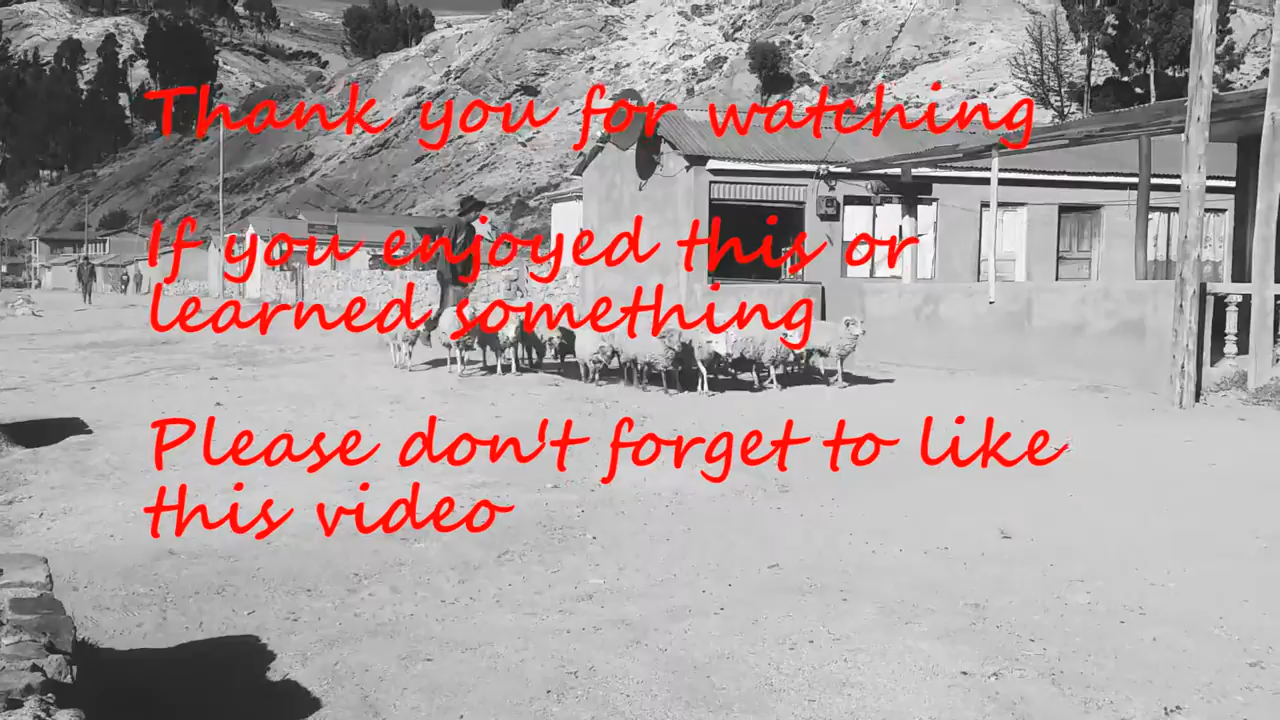 Thank you for watching
If you enjoyed this or
learned something
Please don't forget to like
this video